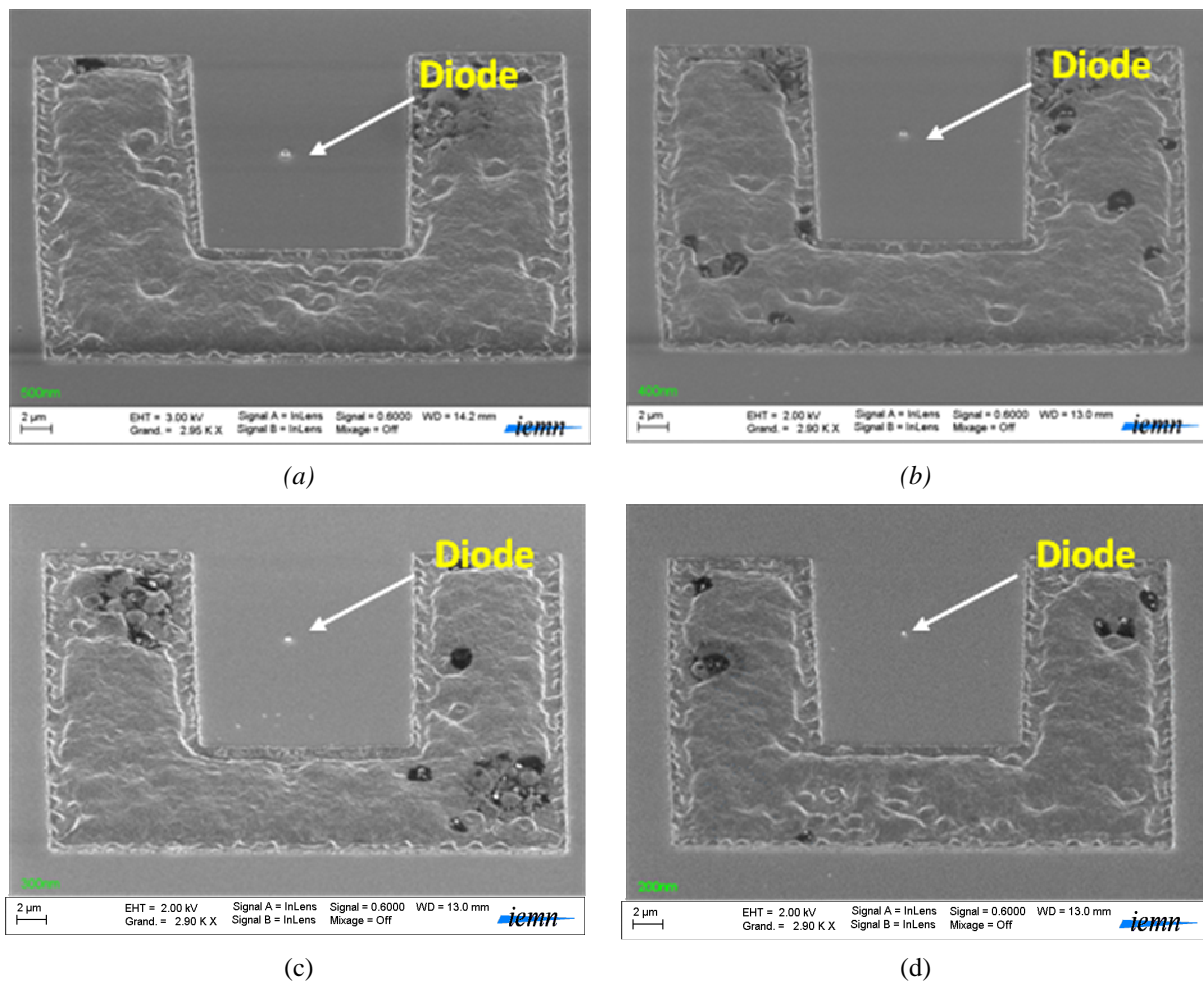 Diode
500nm
2 µm EHT = 3.00 kV Signal A = InLens Signal = 0.6000 WD = 14.2 mm
Grand. = 2.95 K X Signal B = InLens Mixage = Off iemn
(a)
Diode
400nm
2 µm EHT = 2.00 kV Signal A = InLens Signal = 0.6000 WD = 13.0 mm
Grand. = 2.90 K X Signal B = InLens Mixage = Off iemn
(b)
Diode
300nm
2 µm EHT = 2.00 kV Signal A = InLens Signal = 0.6000 WD = 13.0 mm
Grand. = 2.90 K X Signal B = InLens Mixage = Off iemn
(c)
Diode
200nm
2 µm EHT = 2.00 kV Signal A = InLens Signal = 0.6000 WD = 13.0 mm
Grand. = 2.90 K X Signal B = InLens Mixage = Off iemn
(d)